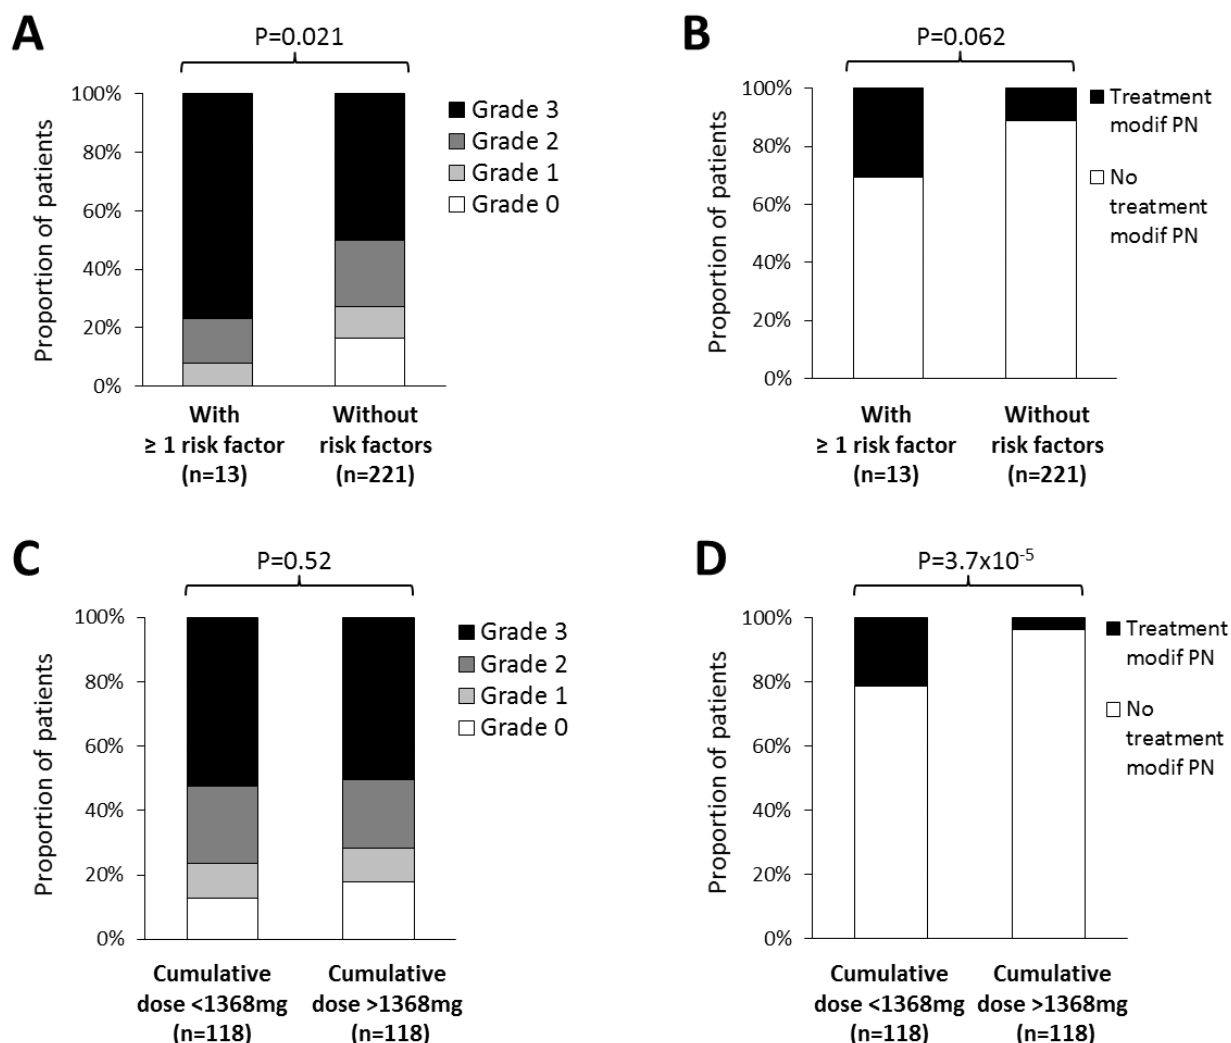 A
P=0.021
Proportion of patients
100%
80%
60%
40%
20%
0%
Grade 3
Grade 2
Grade 1
Grade 0
With
≥ 1 risk factor
(n=13)
Without
risk factors
(n=221)
B
P=0.062
Proportion of patients
100%
80%
60%
40%
20%
0%
Treatment
modif PN
No
treatment
modif PN
With
≥ 1 risk factor
(n=13)
Without
risk factors
(n=221)
C
P=0.52
Proportion of patients
100%
80%
60%
40%
20%
0%
Grade 3
Grade 2
Grade 1
Grade 0
Cumulative
dose <1368mg
(n=118)
Cumulative
dose >1368mg
(n=118)
D
P=3.7x10⁻⁵
Proportion of patients
100%
80%
60%
40%
20%
0%
Treatment
modif PN
No
treatment
modif PN
Cumulative
dose <1368mg
(n=118)
Cumulative
dose >1368mg
(n=118)